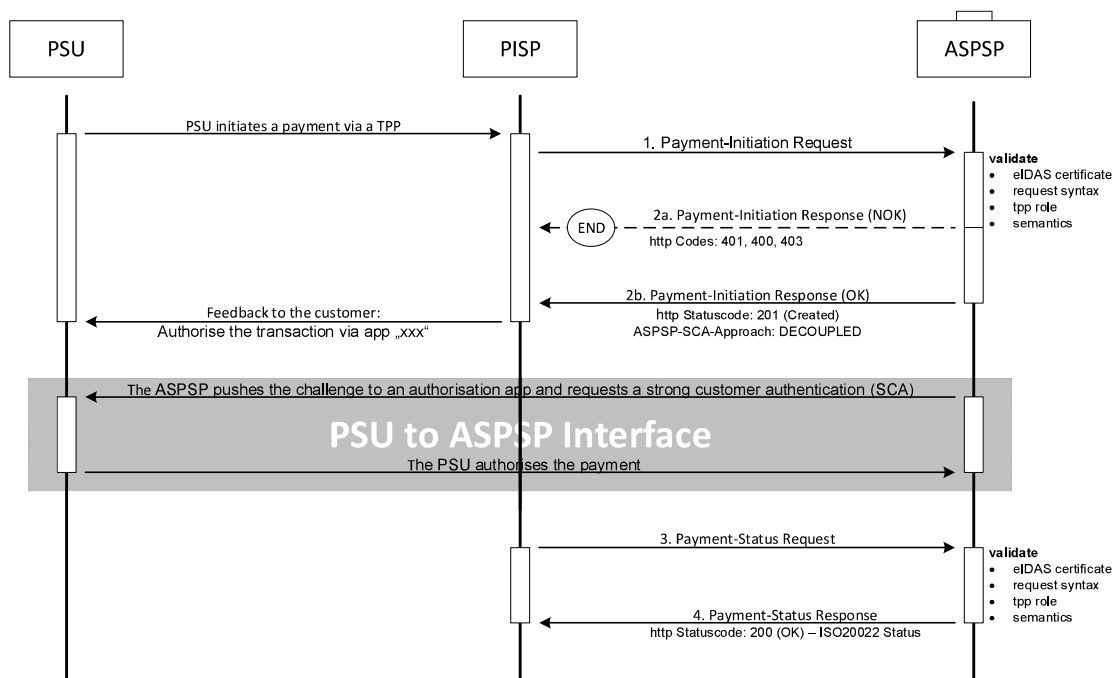 PSU
PISP
ASPSP
PSU initiates a payment via a TPP
1. Payment-Initiation Request
validate
• eIDAS certificate
• request syntax
• tpp role
• semantics
2a. Payment-Initiation Response (NOK)
END
http Codes: 401, 400, 403
2b. Payment-Initiation Response (OK)
http Statuscode: 201 (Created)
ASPSP-SCA-Approach: DECOUPLED
Feedback to the customer:
Authorise the transaction via app „xxx“
The ASPSP pushes the challenge to an authorisation app and requests a strong customer authentication (SCA)
PSU to ASPSP Interface
The PSU authorises the payment
3. Payment-Status Request
validate
• eIDAS certificate
• request syntax
• tpp role
• semantics
4. Payment-Status Response
http Statuscode: 200 (OK) – ISO20022 Status